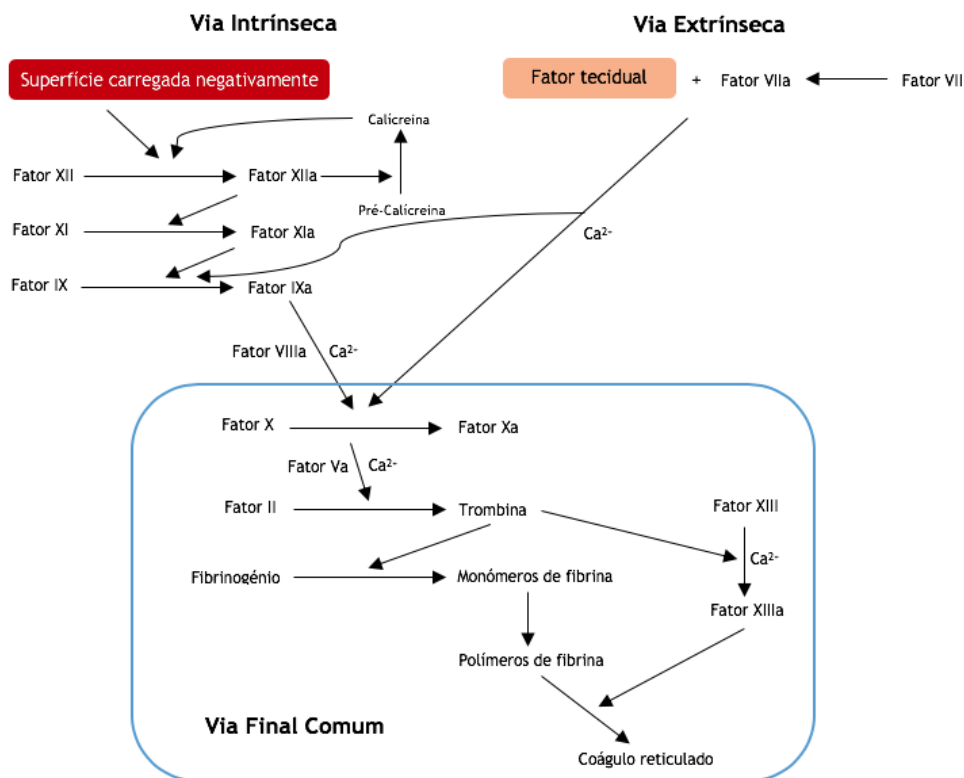 Via Intrínseca
Via Extrínseca
Superfície carregada negativamente
Fator tecidual
+
Fator VIIa
Fator VII
Calicreina
Fator XII
Fator XIIa
Pré-Calicreina
Fator XI
Fator XIa
Ca²⁻
Fator IX
Fator IXa
Fator VIIIa
Ca²⁻
Fator X
Fator Xa
Fator Va
Ca²⁻
Fator II
Trombina
Fator XIII
Ca²⁻
Fibrinogénio
Monómeros de fibrina
Fator XIIIa
Polímeros de fibrina
Via Final Comum
Coágulo reticulado